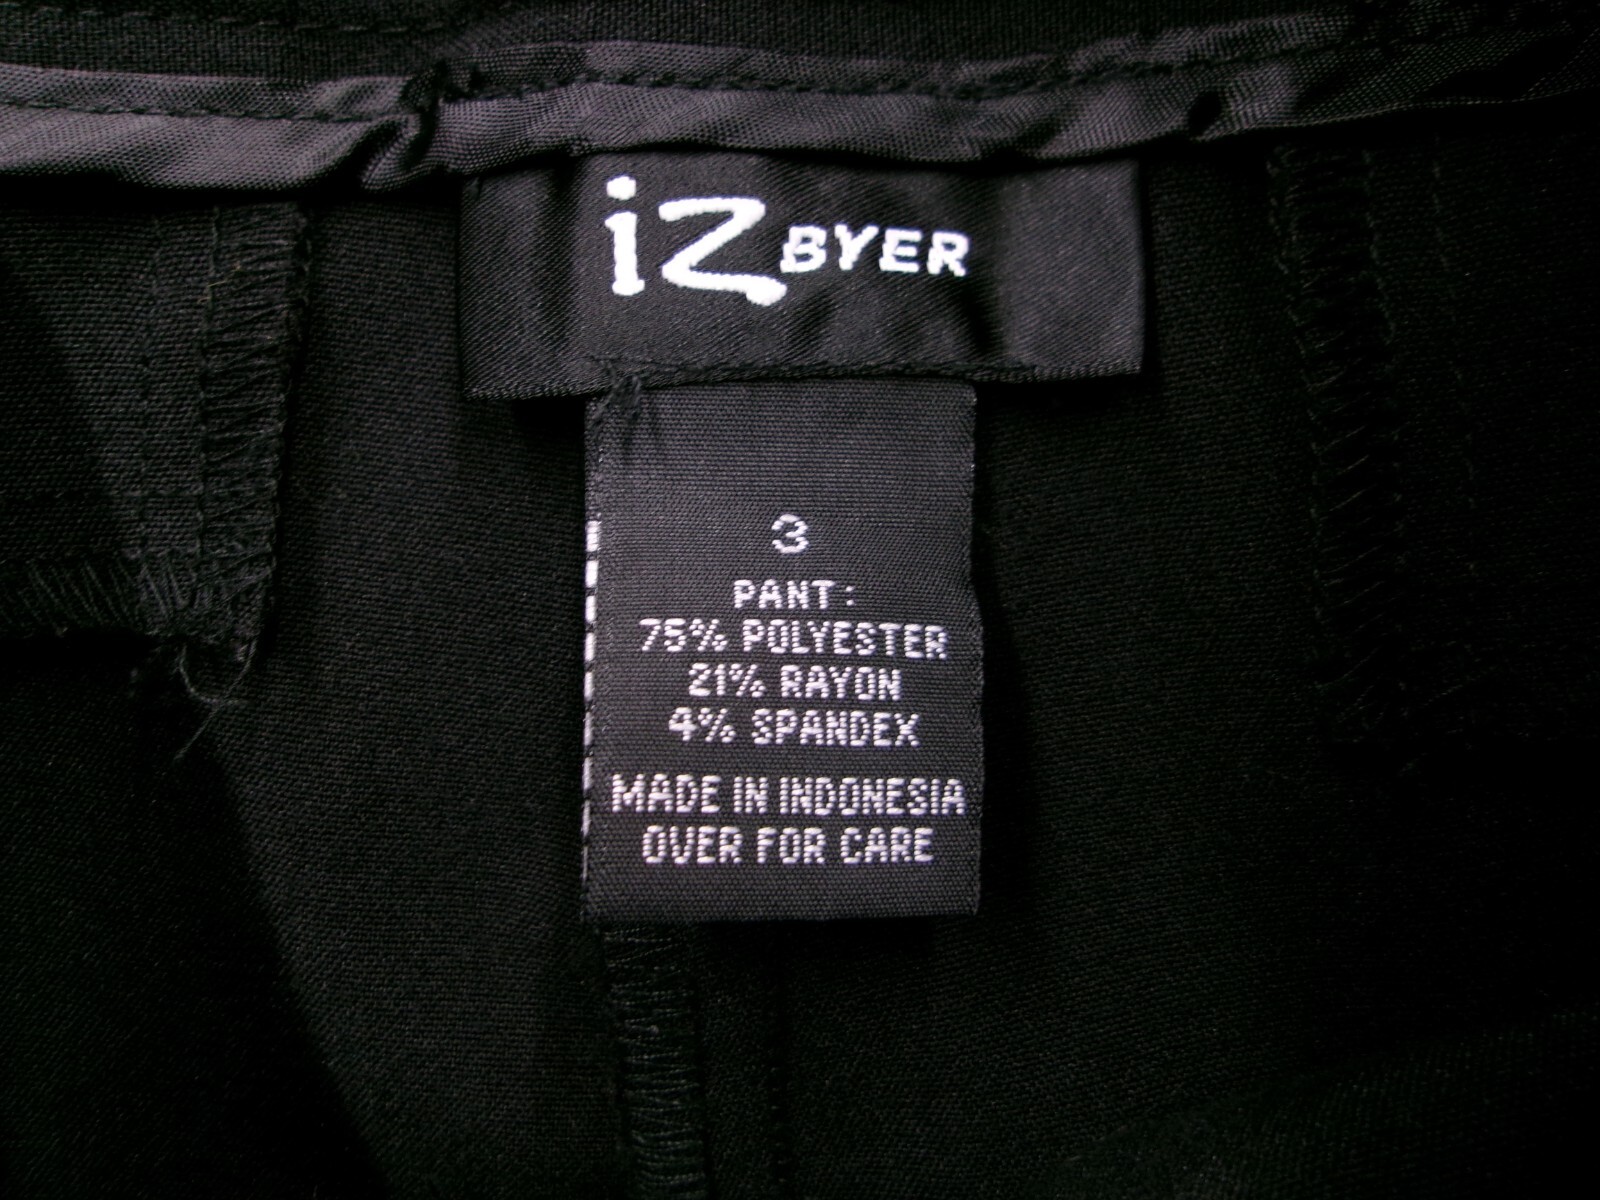 iZ BYER
3
PANT:
75% POLYESTER
21% RAYON
4% SPANDEX
MADE IN INDONESIA
OVER FOR CARE